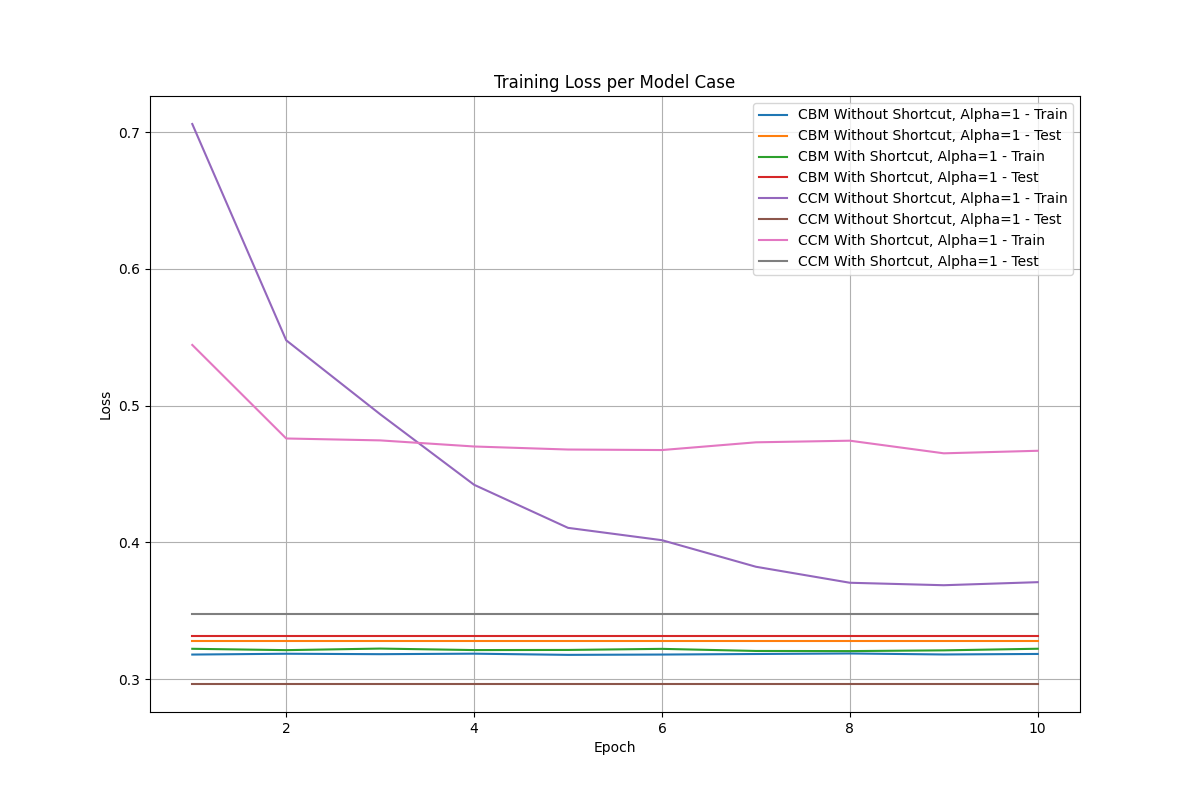 Training Loss per Model Case
CBM Without Shortcut, Alpha=1 - Train
CBM Without Shortcut, Alpha=1 - Test
CBM With Shortcut, Alpha=1 - Train
CBM With Shortcut, Alpha=1 - Test
CCM Without Shortcut, Alpha=1 - Train
CCM Without Shortcut, Alpha=1 - Test
CCM With Shortcut, Alpha=1 - Train
CCM With Shortcut, Alpha=1 - Test
0.7
0.6
0.5
0.4
0.3
Loss
2 4 6 8 10
Epoch